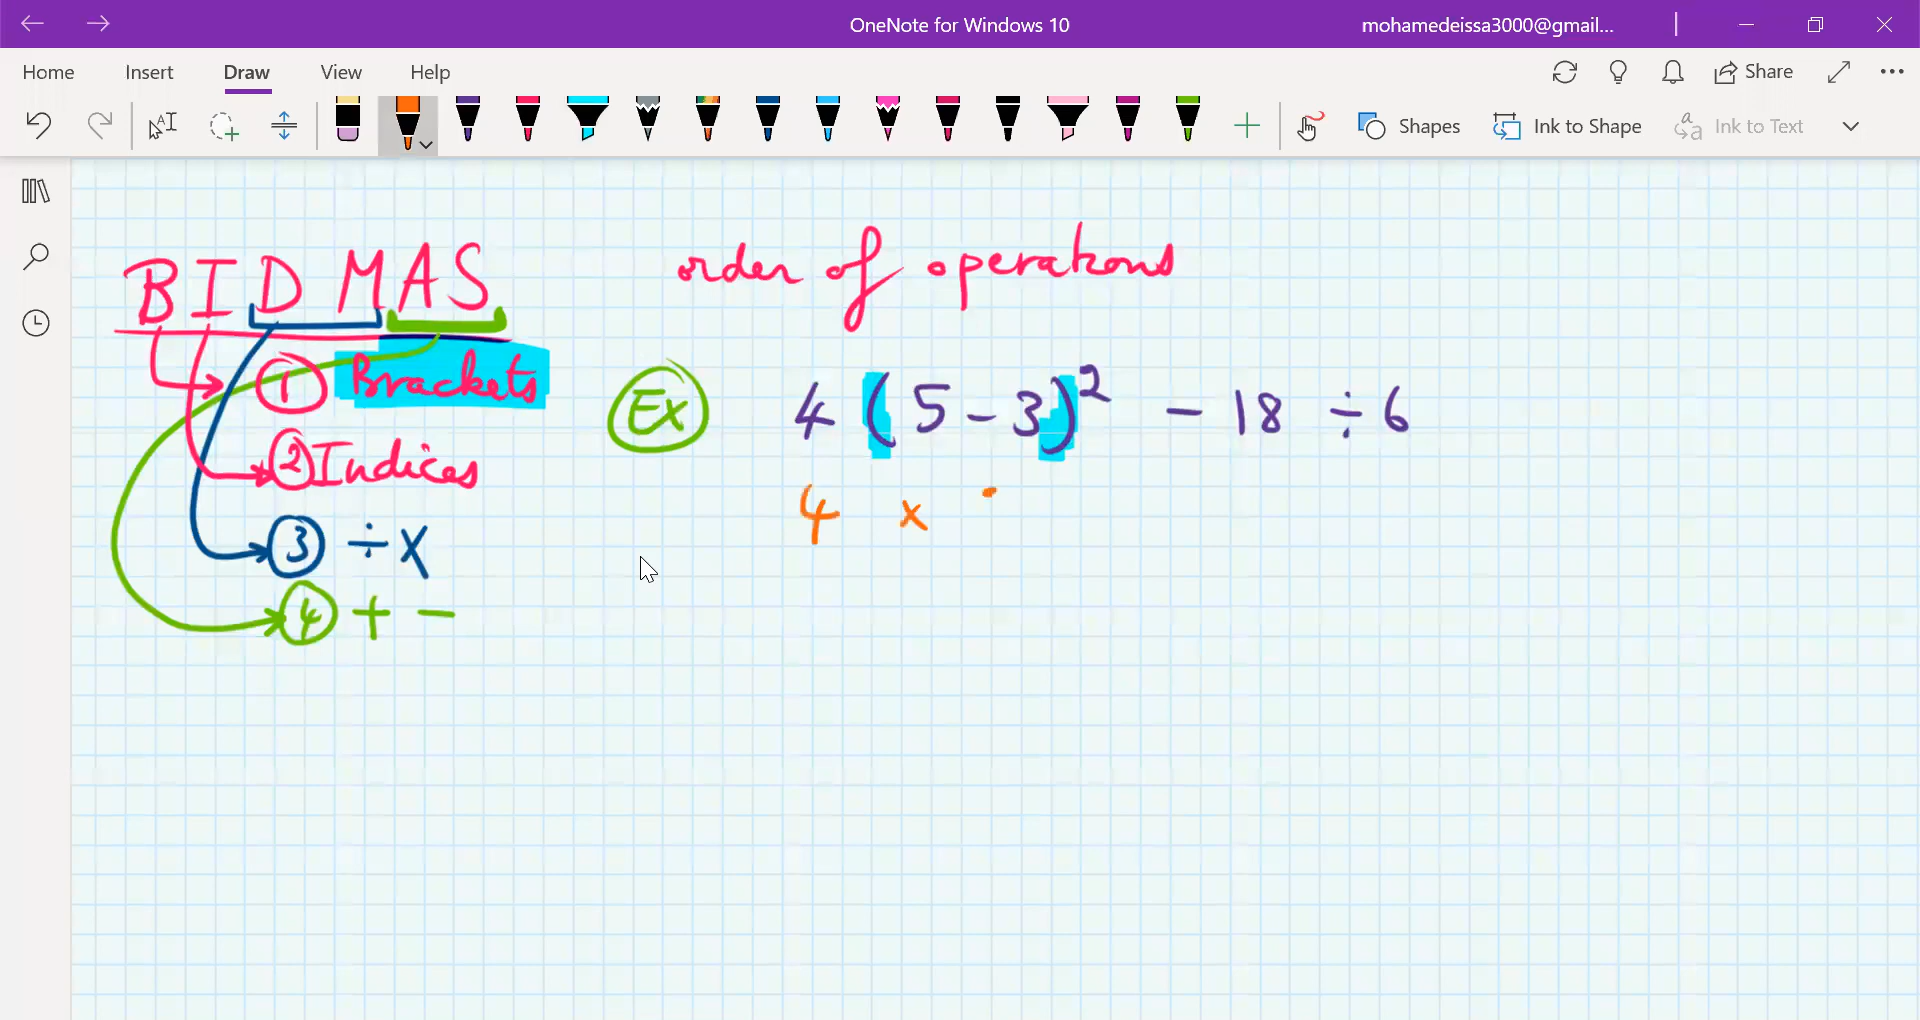 OneNote for Windows 10
mohamedeissa3000@gmail...
Home Insert Draw View Help
Share
Shapes Ink to Shape Ink to Text
BIDMAS
order of operations
① Brackets
② Indices
③ ÷ ×
④ + −
Ex
4 (5 − 3)² − 18 ÷ 6
4 ×